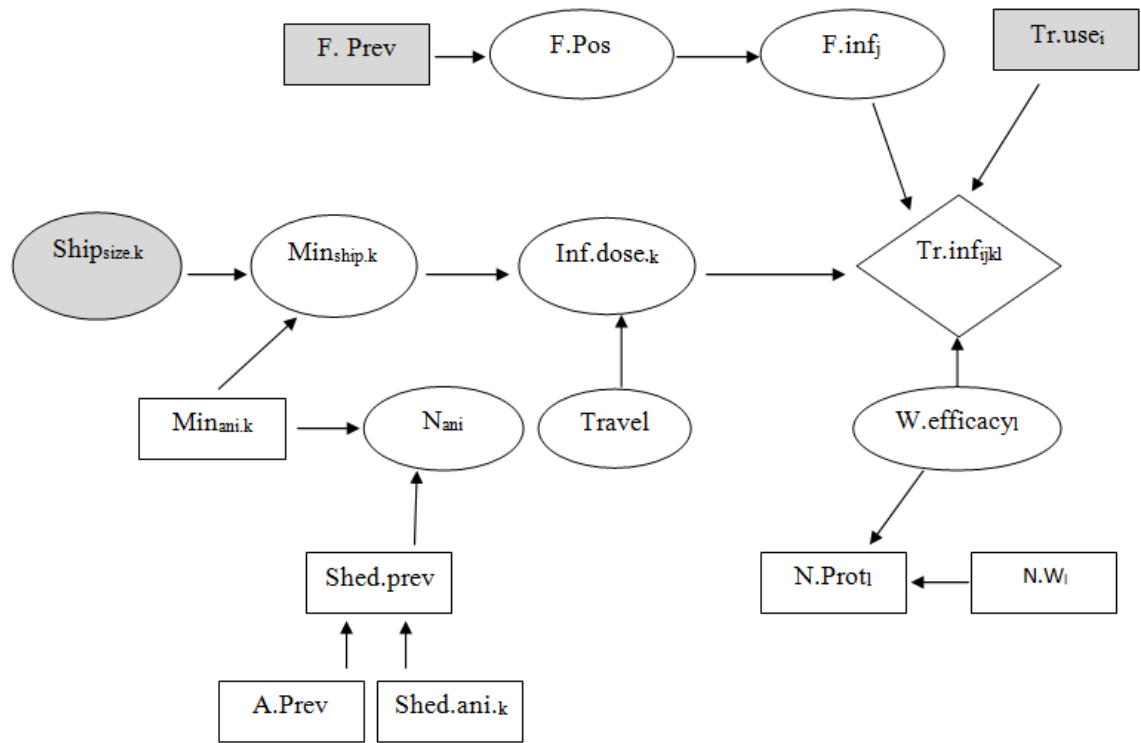 F. Prev
F.Pos
F.infj
Tr.usei
Shipsize.k
Minship.k
Inf.dose.k
Tr.infijkl
Minani.k
Nani
Travel
W.efficacyl
Shed.prev
N.Protl
N.Wl
A.Prev
Shed.ani.k